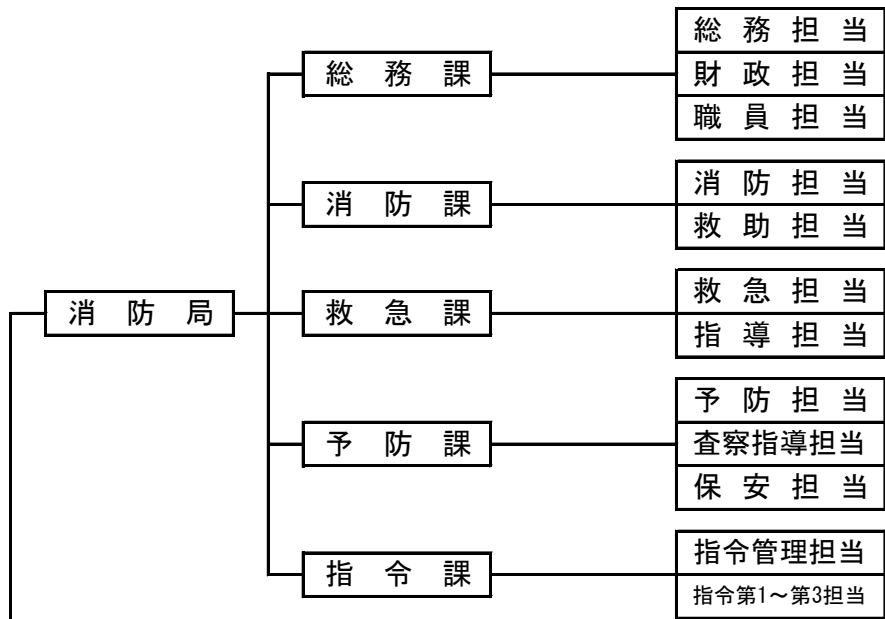 総務課
総務担当
財政担当
職員担当
消防課
消防担当
救助担当
消防局
救急課
救急担当
指導担当
予防課
予防担当
査察指導担当
保安担当
指令課
指令管理担当
指令第1～第3担当